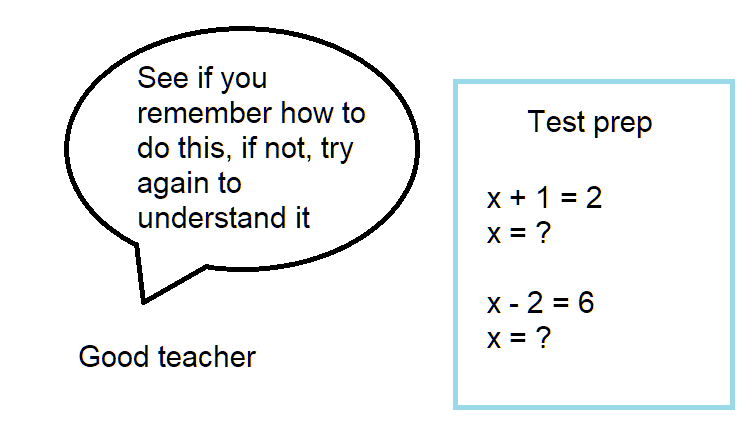 See if you
remember how to
do this, if not, try
again to
understand it
Good teacher
Test prep
x + 1 = 2
x = ?
x - 2 = 6
x = ?